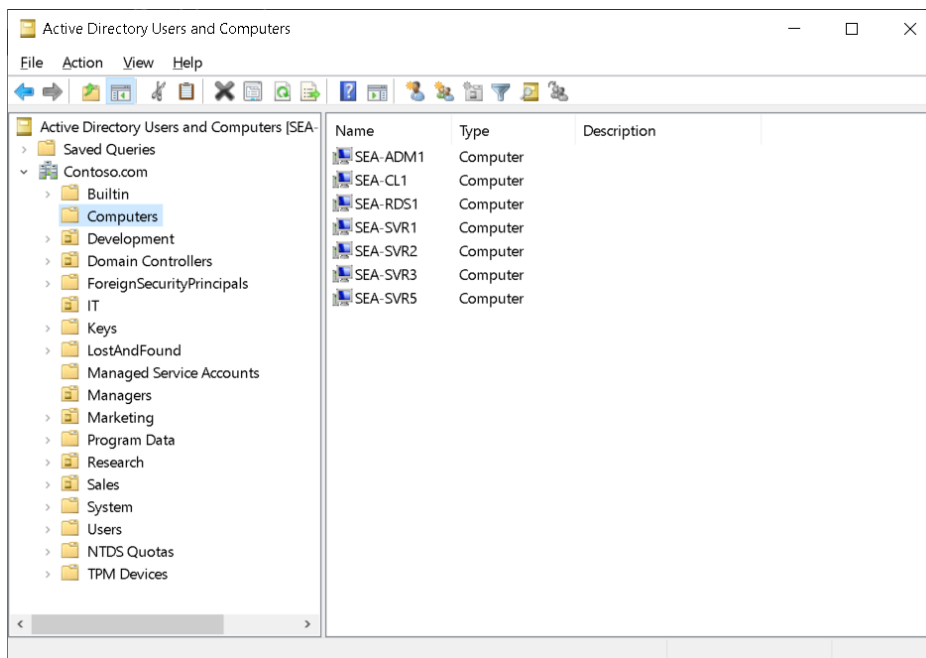 Active Directory Users and Computers
File Action View Help
Active Directory Users and Computers [SEA-
Saved Queries
Contoso.com
Builtin
Computers
Development
Domain Controllers
ForeignSecurityPrincipals
IT
Keys
LostAndFound
Managed Service Accounts
Managers
Marketing
Program Data
Research
Sales
System
Users
NTDS Quotas
TPM Devices
Name Type Description
SEA-ADM1 Computer
SEA-CL1 Computer
SEA-RDS1 Computer
SEA-SVR1 Computer
SEA-SVR2 Computer
SEA-SVR3 Computer
SEA-SVR5 Computer